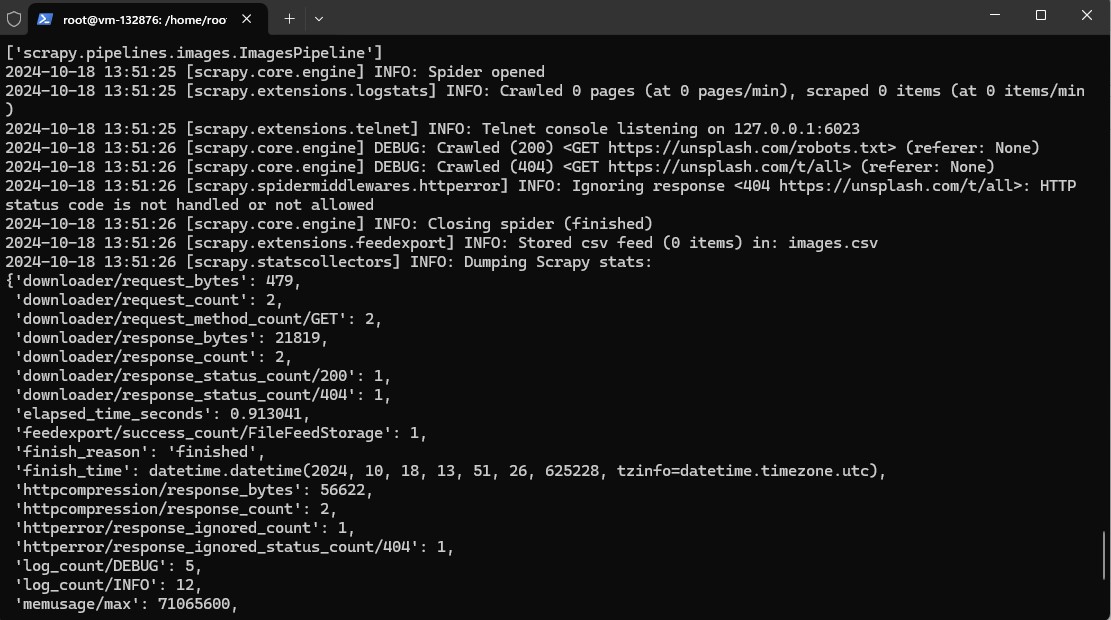 root@vm-132876: /home/roo
['scrapy.pipelines.images.ImagesPipeline']
2024-10-18 13:51:25 [scrapy.core.engine] INFO: Spider opened
2024-10-18 13:51:25 [scrapy.extensions.logstats] INFO: Crawled 0 pages (at 0 pages/min), scraped 0 items (at 0 items/min
)
2024-10-18 13:51:25 [scrapy.extensions.telnet] INFO: Telnet console listening on 127.0.0.1:6023
2024-10-18 13:51:26 [scrapy.core.engine] DEBUG: Crawled (200) <GET https://unsplash.com/robots.txt> (referer: None)
2024-10-18 13:51:26 [scrapy.core.engine] DEBUG: Crawled (404) <GET https://unsplash.com/t/all> (referer: None)
2024-10-18 13:51:26 [scrapy.spidermiddlewares.httperror] INFO: Ignoring response <404 https://unsplash.com/t/all>: HTTP
status code is not handled or not allowed
2024-10-18 13:51:26 [scrapy.core.engine] INFO: Closing spider (finished)
2024-10-18 13:51:26 [scrapy.extensions.feedexport] INFO: Stored csv feed (0 items) in: images.csv
2024-10-18 13:51:26 [scrapy.statscollectors] INFO: Dumping Scrapy stats:
{'downloader/request_bytes': 479,
 'downloader/request_count': 2,
 'downloader/request_method_count/GET': 2,
 'downloader/response_bytes': 21819,
 'downloader/response_count': 2,
 'downloader/response_status_count/200': 1,
 'downloader/response_status_count/404': 1,
 'elapsed_time_seconds': 0.913041,
 'feedexport/success_count/FileFeedStorage': 1,
 'finish_reason': 'finished',
 'finish_time': datetime.datetime(2024, 10, 18, 13, 51, 26, 625228, tzinfo=datetime.timezone.utc),
 'httpcompression/response_bytes': 56622,
 'httpcompression/response_count': 2,
 'httperror/response_ignored_count': 1,
 'httperror/response_ignored_status_count/404': 1,
 'log_count/DEBUG': 5,
 'log_count/INFO': 12,
 'memusage/max': 71065600,